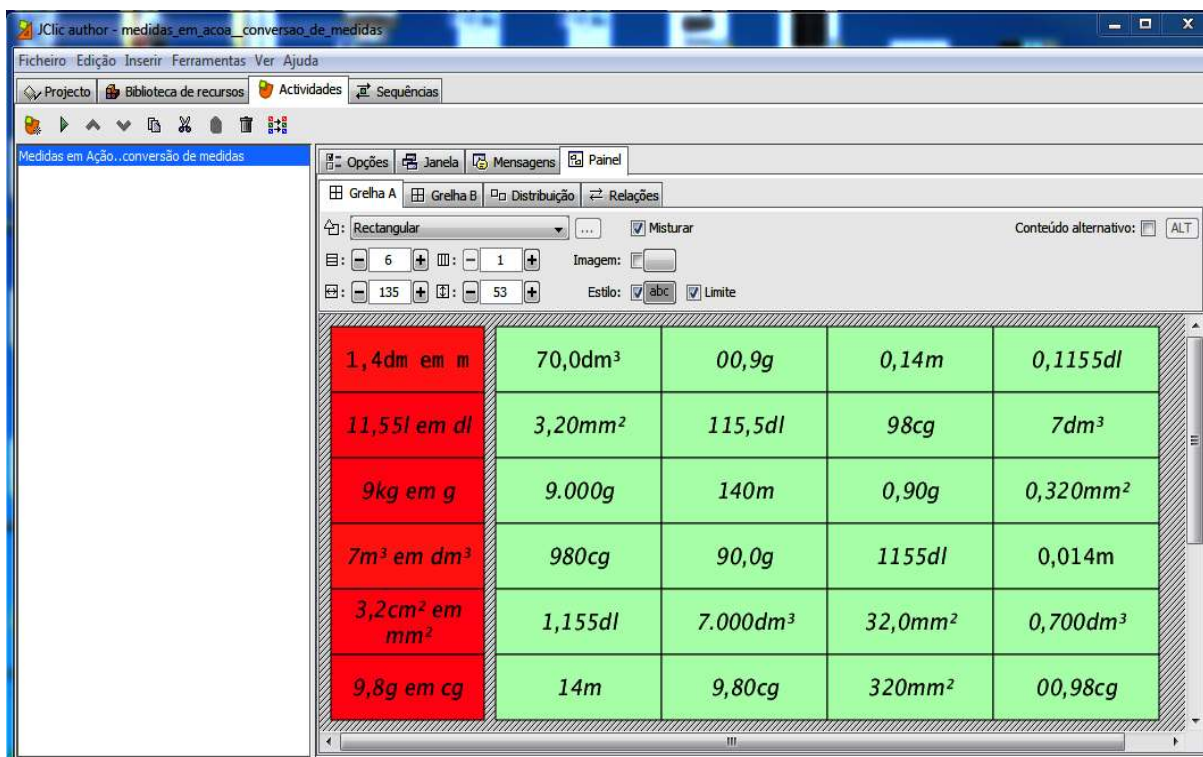 JClic author - medidas_em_acoa__conversao_de_medidas
Ficheiro Edição Inserir Ferramentas Ver Ajuda
Projecto Biblioteca de recursos Actividades Sequências
Medidas em Ação..conversão de medidas
Opções Janela Mensagens Painel
Grelha A Grelha B Distribuição Relações
Rectangular ... Misturar Conteúdo alternativo: ALT
6 1 Imagem:
135 53 Estilo: abc Limite
1,4dm em m 70,0dm³ 00,9g 0,14m 0,1155dl
11,55l em dl 3,20mm² 115,5dl 98cg 7dm³
9kg em g 9.000g 140m 0,90g 0,320mm²
7m³ em dm³ 980cg 90,0g 1155dl 0,014m
3,2cm² em
mm² 1,155dl 7.000dm³ 32,0mm² 0,700dm³
9,8g em cg 14m 9,80cg 320mm² 00,98cg